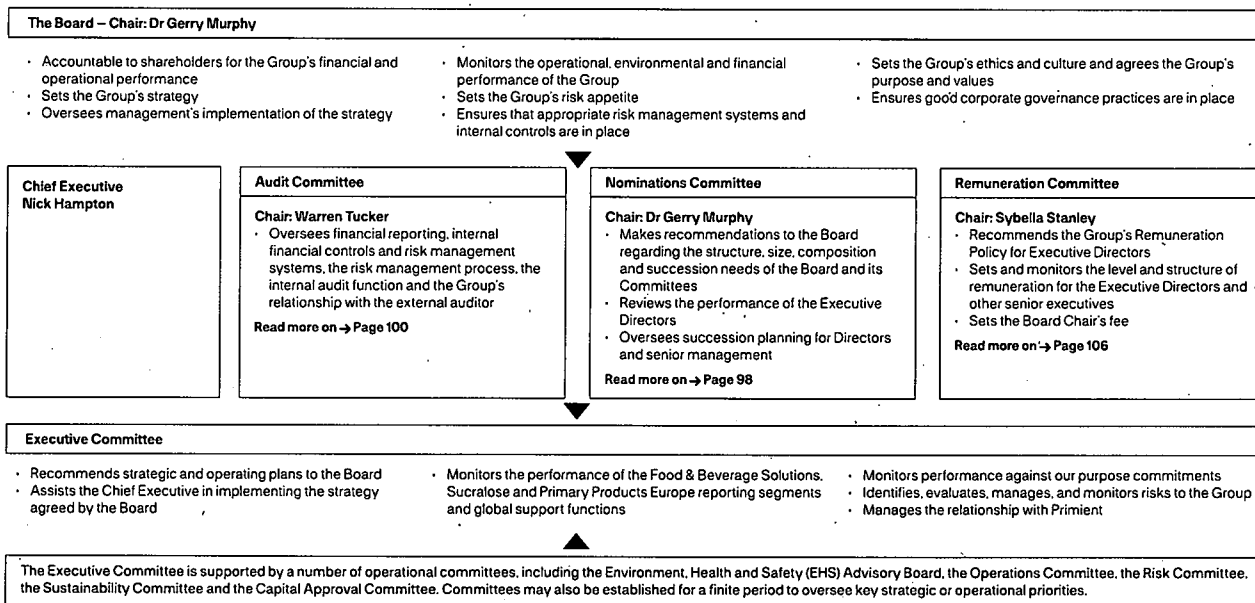 The Board – Chair: Dr Gerry Murphy
· Accountable to shareholders for the Group's financial and
operational performance
· Sets the Group's strategy
· Oversees management's implementation of the strategy
· Monitors the operational, environmental and financial
performance of the Group
· Sets the Group's risk appetite
· Ensures that appropriate risk management systems and
internal controls are in place
· Sets the Group's ethics and culture and agrees the Group's
purpose and values
· Ensures good corporate governance practices are in place
Chief Executive
Nick Hampton
Audit Committee
Chair: Warren Tucker
· Oversees financial reporting, internal
financial controls and risk management
systems, the risk management process, the
internal audit function and the Group's
relationship with the external auditor
Read more on → Page 100
Nominations Committee
Chair: Dr Gerry Murphy
· Makes recommendations to the Board
regarding the structure, size, composition
and succession needs of the Board and its
Committees
· Reviews the performance of the Executive
Directors
· Oversees succession planning for Directors
and senior management
Read more on → Page 98
Remuneration Committee
Chair: Sybella Stanley
· Recommends the Group's Remuneration
Policy for Executive Directors
· Sets and monitors the level and structure of
remuneration for the Executive Directors and
other senior executives
· Sets the Board Chair's fee
Read more on → Page 106
Executive Committee
· Recommends strategic and operating plans to the Board
· Assists the Chief Executive in implementing the strategy
agreed by the Board
· Monitors the performance of the Food & Beverage Solutions,
Sucralose and Primary Products Europe reporting segments
and global support functions
· Monitors performance against our purpose commitments
· Identifies, evaluates, manages, and monitors risks to the Group
· Manages the relationship with Primient
The Executive Committee is supported by a number of operational committees, including the Environment, Health and Safety (EHS) Advisory Board, the Operations Committee, the Risk Committee,
the Sustainability Committee and the Capital Approval Committee. Committees may also be established for a finite period to oversee key strategic or operational priorities.